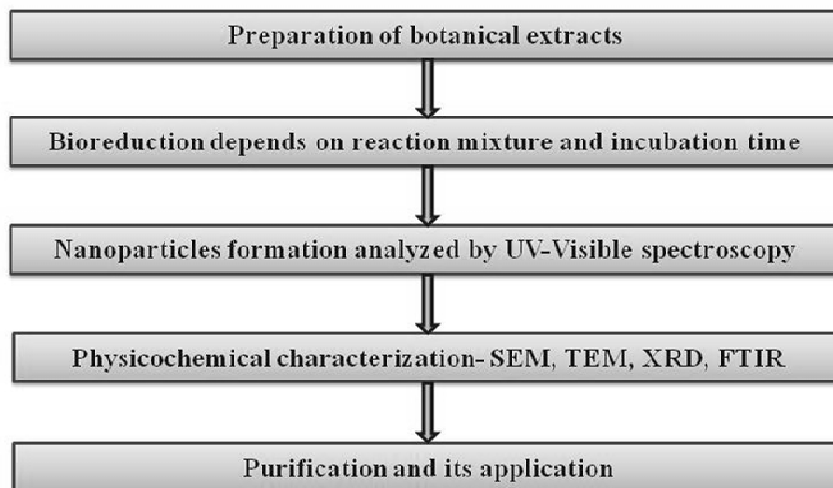 Preparation of botanical extracts
Bioreduction depends on reaction mixture and incubation time
Nanoparticles formation analyzed by UV-Visible spectroscopy
Physicochemical characterization- SEM, TEM, XRD, FTIR
Purification and its application